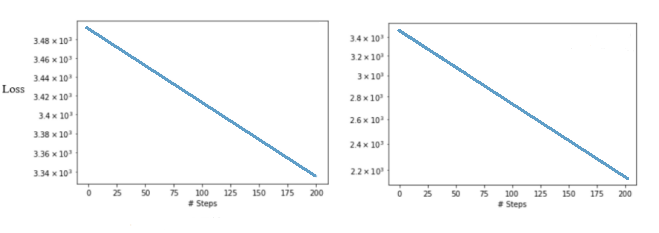 3.48 × 10³
3.46 × 10³
3.44 × 10³
3.42 × 10³
3.4 × 10³
3.38 × 10³
3.36 × 10³
3.34 × 10³
Loss
0 25 50 75 100 125 150 175 200
# Steps
3.4 × 10³
3.2 × 10³
3 × 10³
2.8 × 10³
2.6 × 10³
2.4 × 10³
2.2 × 10³
0 25 50 75 100 125 150 175 200
# Steps